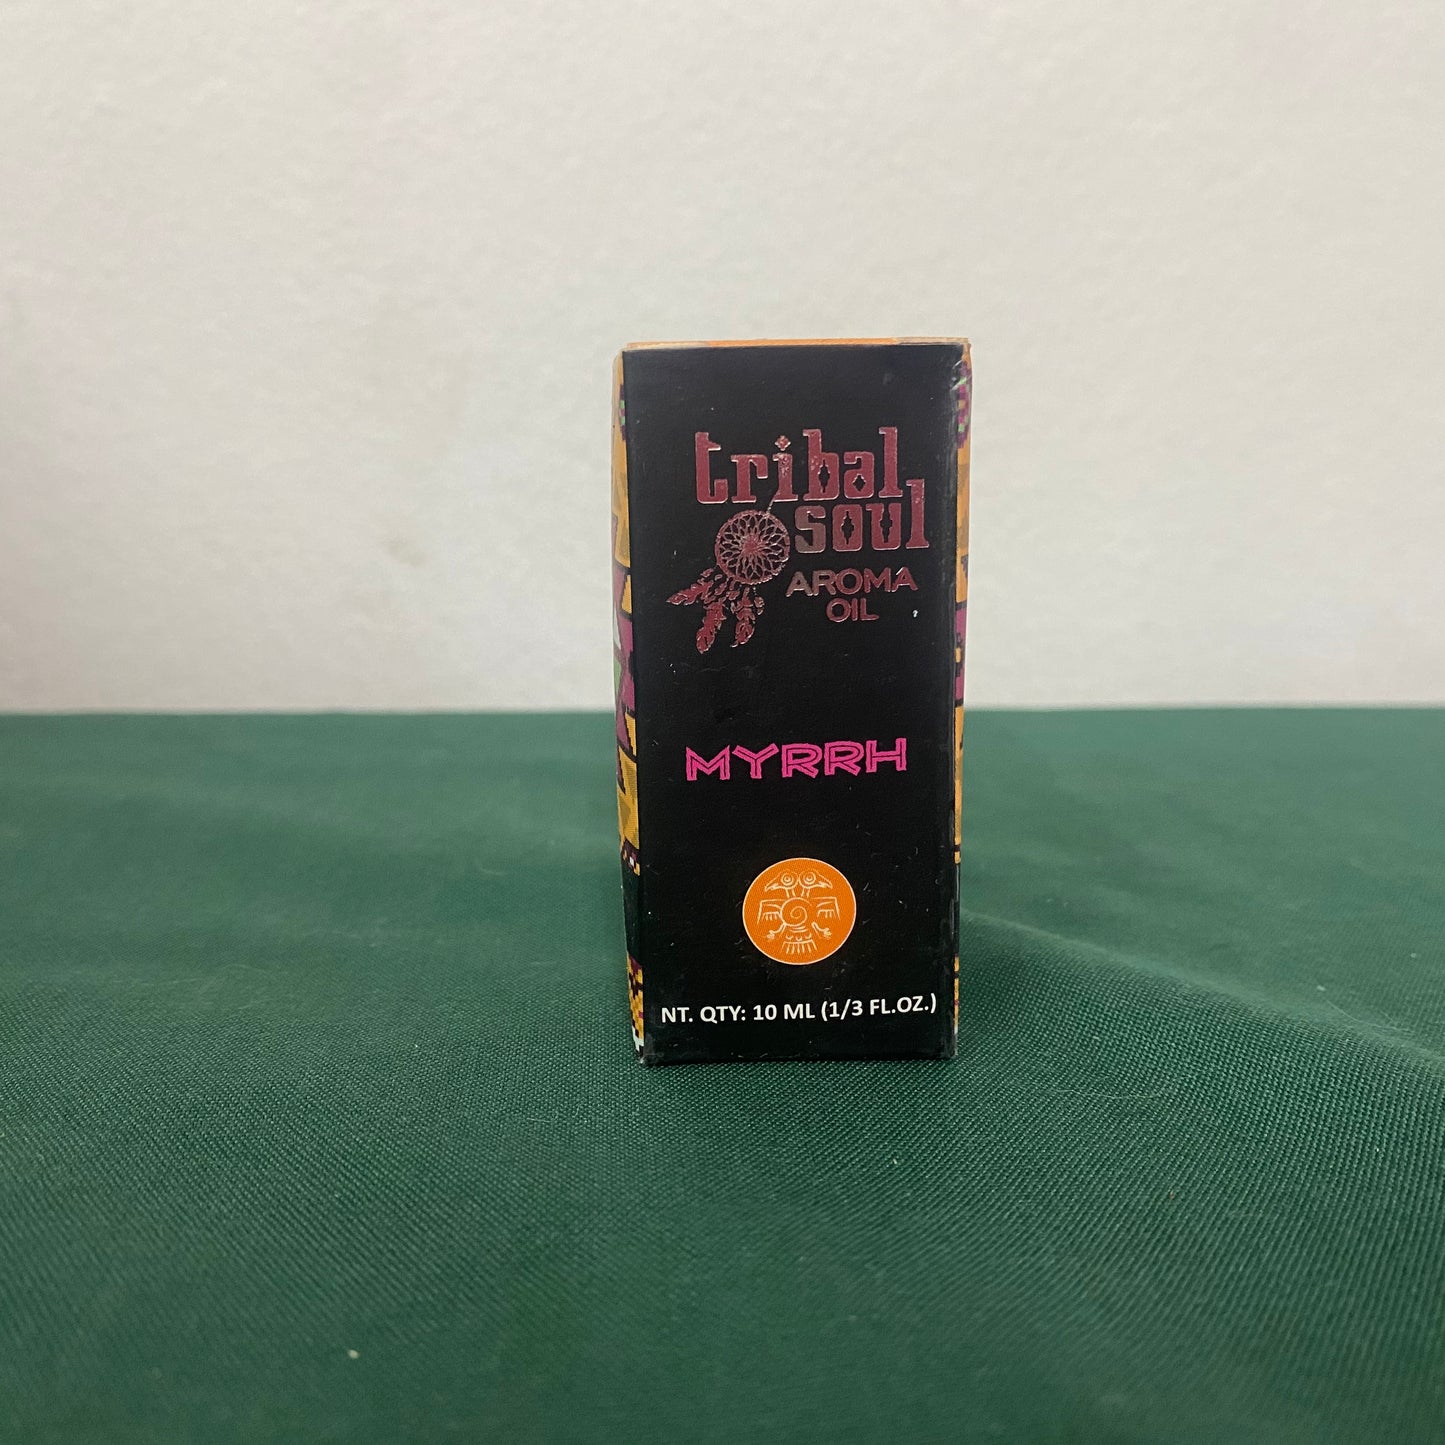 tribal
soul
AROMA
OIL
MYRRH
NT. QTY: 10 ML (1/3 FL.OZ.)